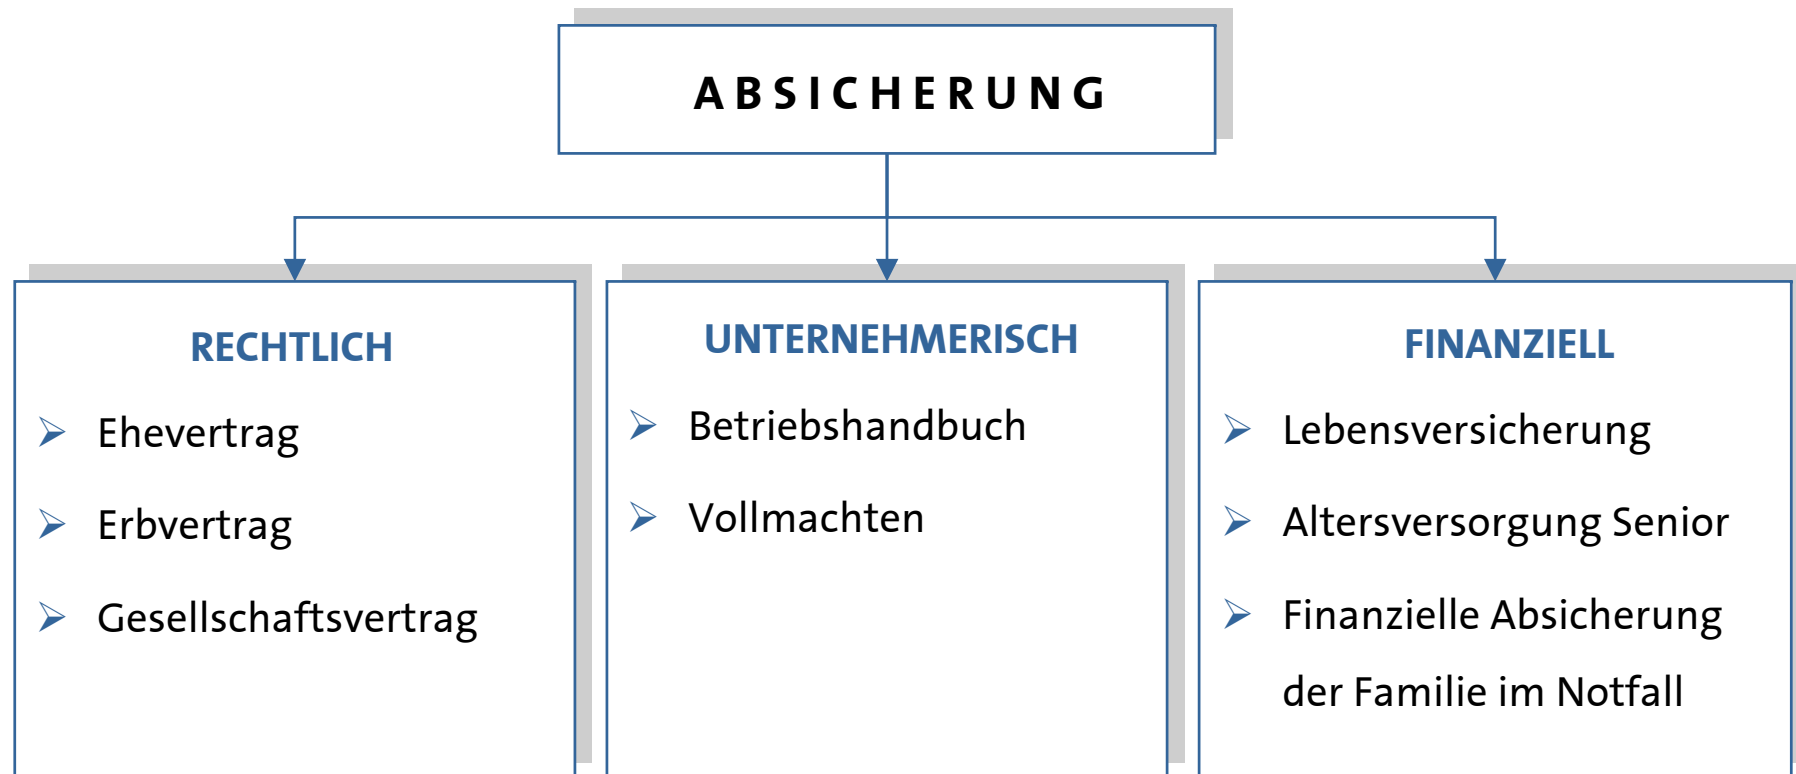 ABSICHERUNG
RECHTLICH
Ehevertrag
Erbvertrag
Gesellschaftsvertrag
UNTERNEHMERISCH
Betriebshandbuch
Vollmachten
FINANZIELL
Lebensversicherung
Altersversorgung Senior
Finanzielle Absicherung
der Familie im Notfall